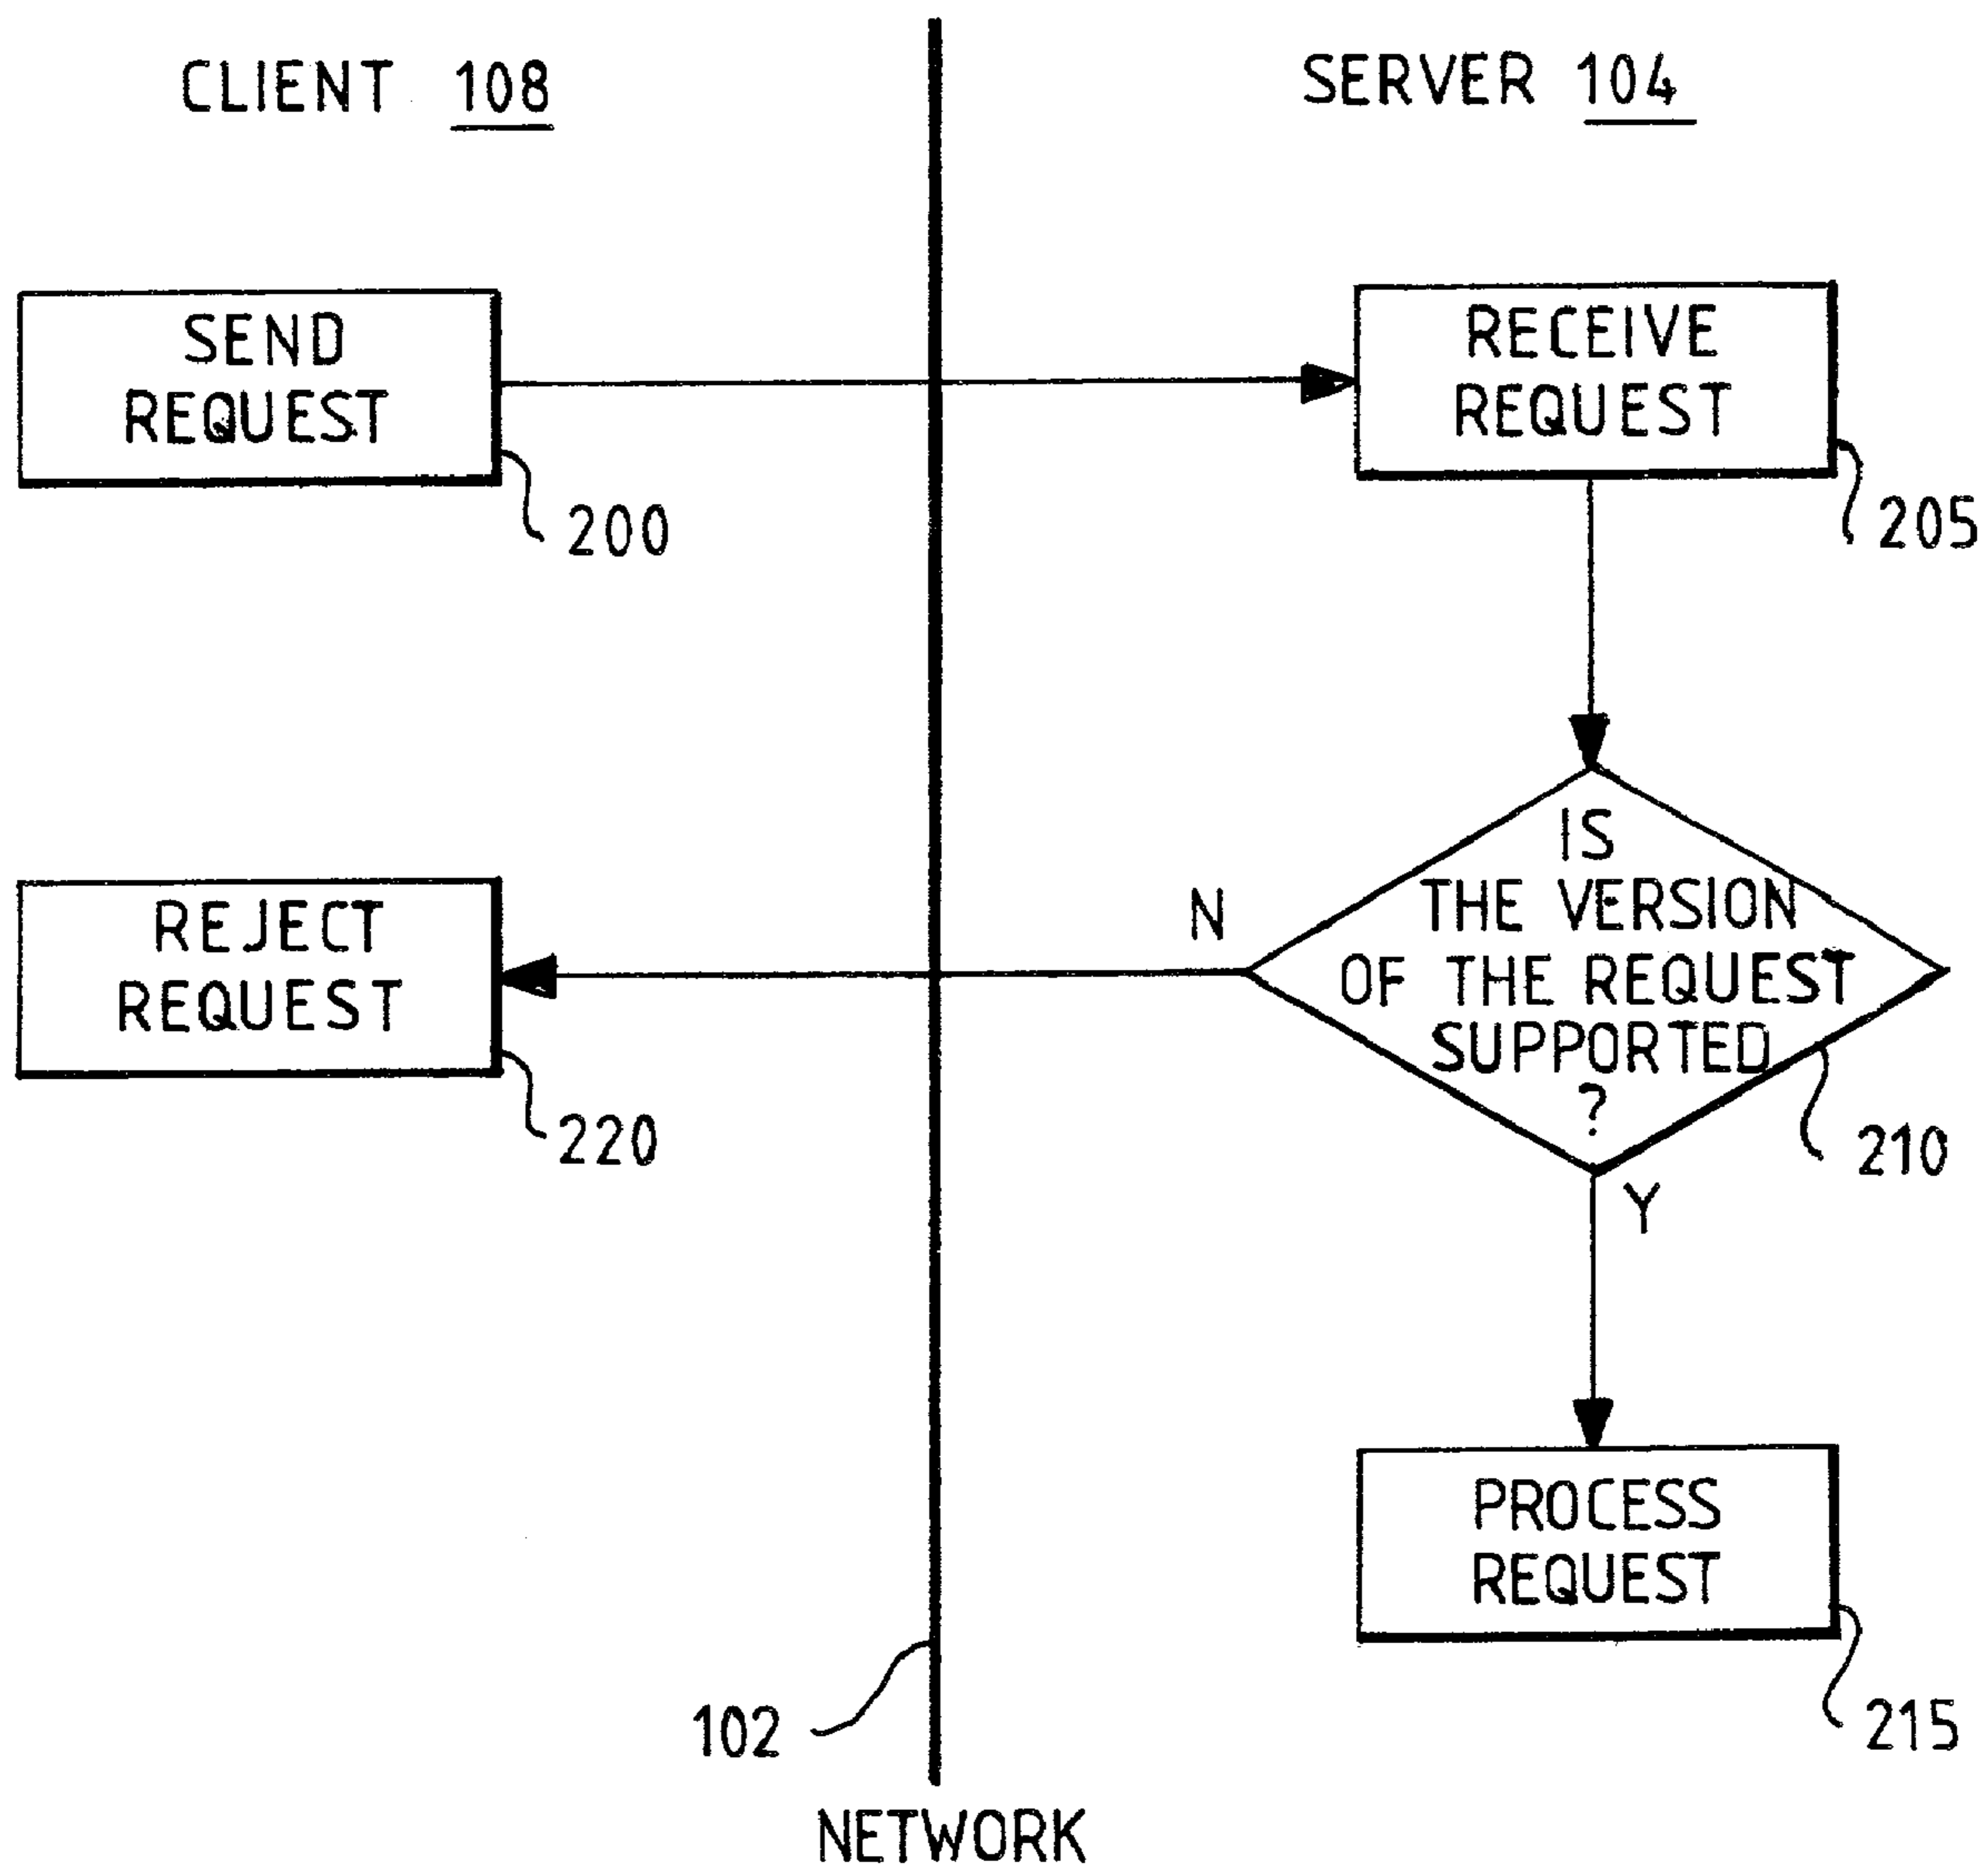 CLIENT 108
SERVER 104
SEND
REQUEST
200
RECEIVE
REQUEST
205
IS
THE VERSION
OF THE REQUEST
SUPPORTED
?
210
N
Y
REJECT
REQUEST
220
PROCESS
REQUEST
215
102
NETWORK